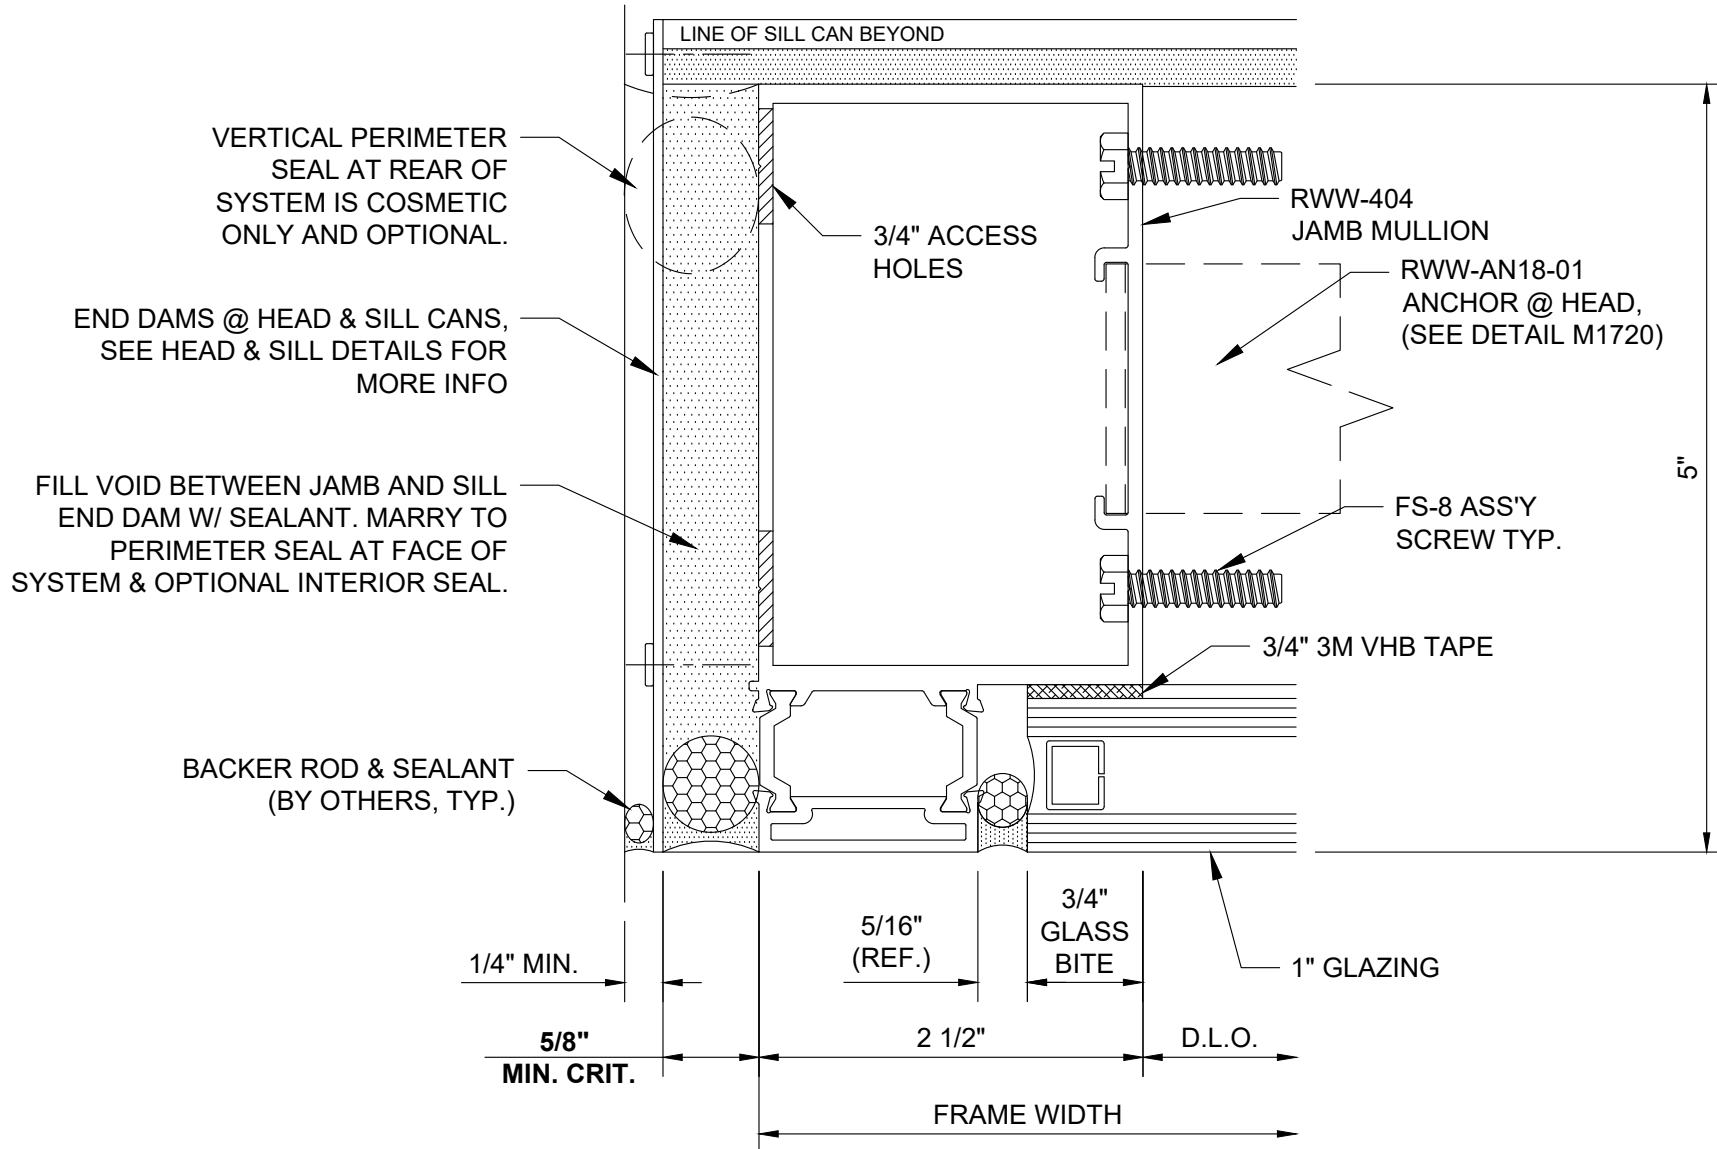 LINE OF SILL CAN BEYOND
VERTICAL PERIMETER
SEAL AT REAR OF
SYSTEM IS COSMETIC
ONLY AND OPTIONAL.
3/4" ACCESS
HOLES
RWW-404
JAMB MULLION
RWW-AN18-01
ANCHOR @ HEAD,
(SEE DETAIL M1720)
END DAMS @ HEAD & SILL CANS,
SEE HEAD & SILL DETAILS FOR
MORE INFO
5"
FILL VOID BETWEEN JAMB AND SILL
END DAM W/ SEALANT. MARRY TO
PERIMETER SEAL AT FACE OF
SYSTEM & OPTIONAL INTERIOR SEAL.
FS-8 ASS'Y
SCREW TYP.
3/4" 3M VHB TAPE
BACKER ROD & SEALANT
(BY OTHERS, TYP.)
1/4" MIN.
5/16"
(REF.)
3/4"
GLASS
BITE
1" GLAZING
5/8"
MIN. CRIT.
2 1/2"
D.L.O.
FRAME WIDTH